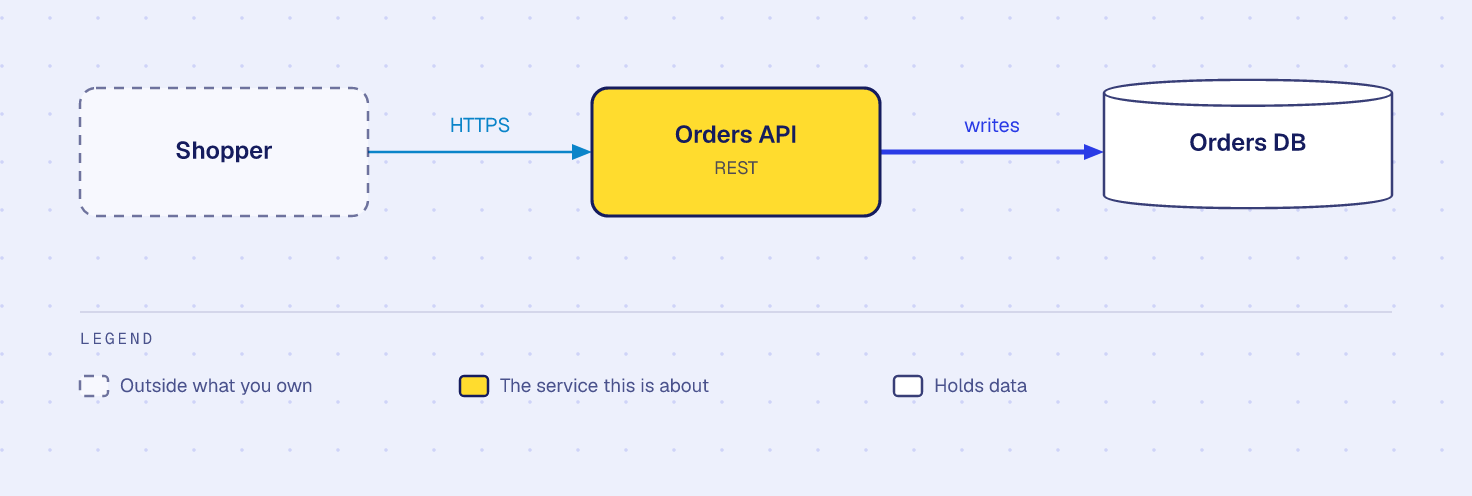 Shopper
HTTPS
Orders API
REST
writes
Orders DB
LEGEND
Outside what you own
The service this is about
Holds data